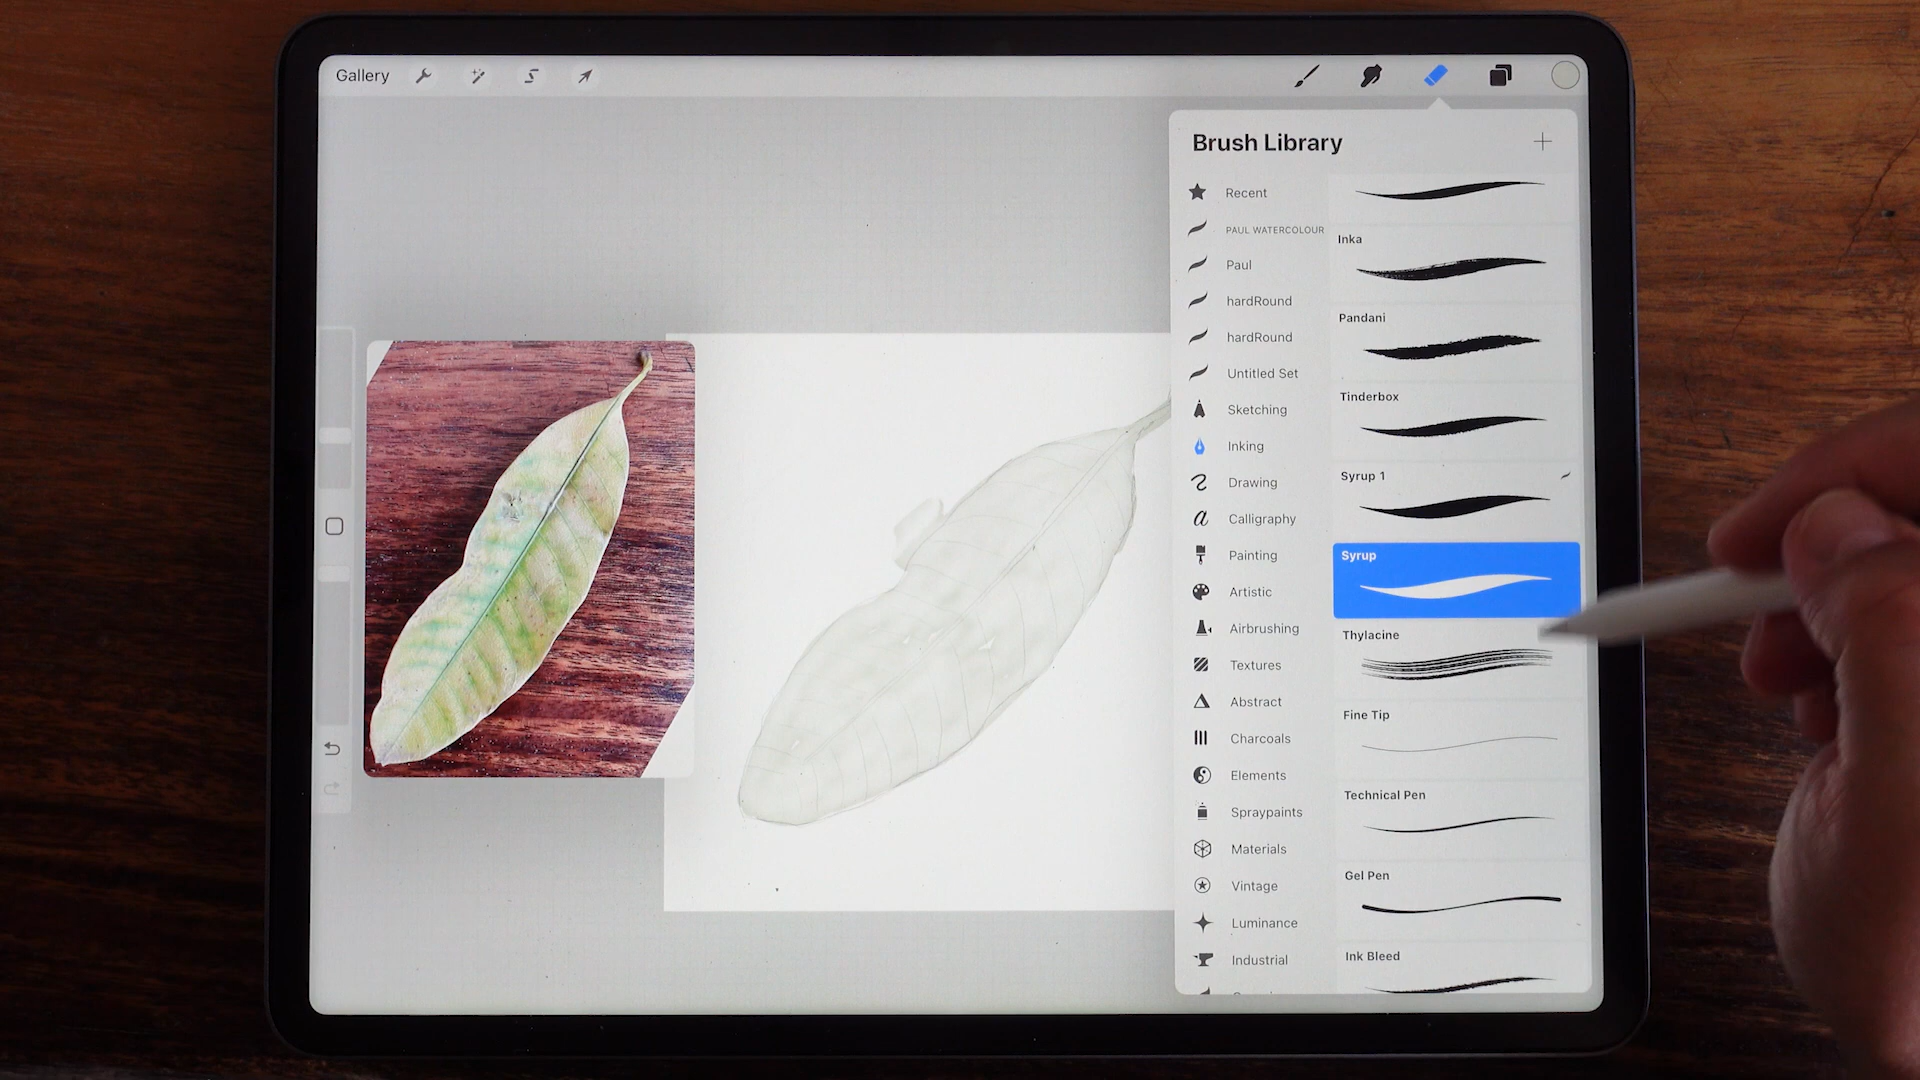 Gallery
Brush Library
Recent
PAUL WATERCOLOUR
Paul
hardRound
hardRound
Untitled Set
Sketching
Inking
Drawing
Calligraphy
Painting
Artistic
Airbrushing
Textures
Abstract
Charcoals
Elements
Spraypaints
Materials
Vintage
Luminance
Industrial
Inka
Pandani
Tinderbox
Syrup 1
Syrup
Thylacine
Fine Tip
Technical Pen
Gel Pen
Ink Bleed